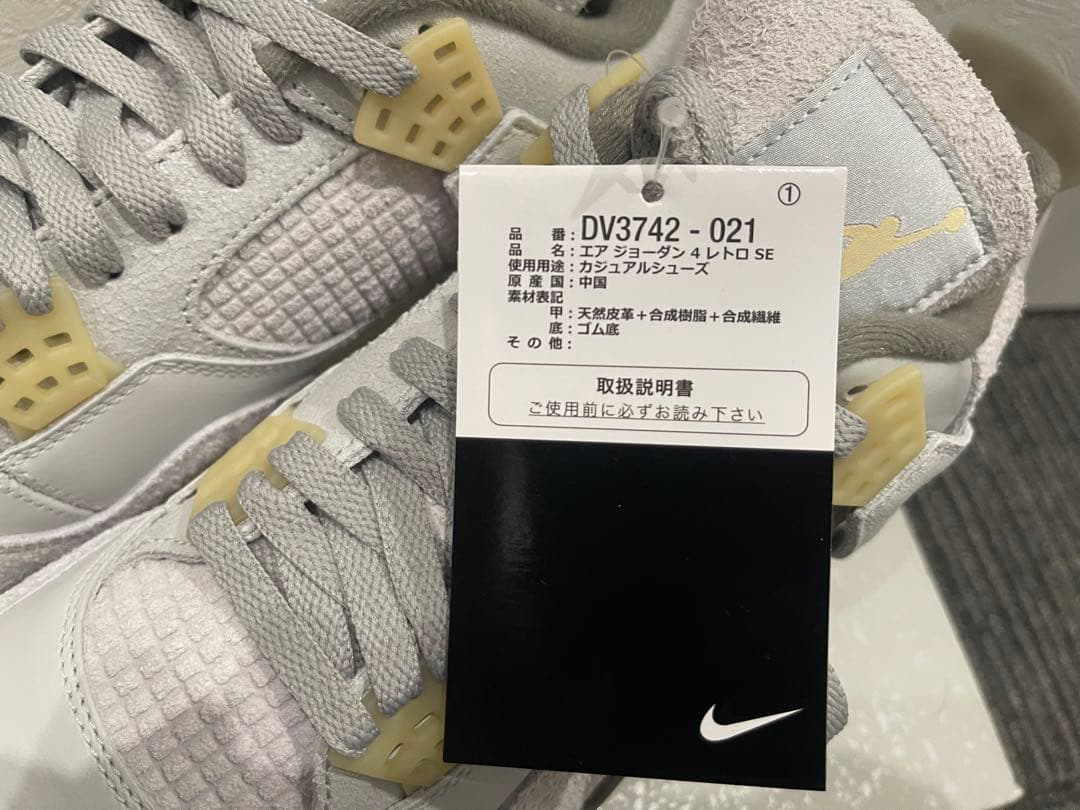 ①
品 番 : DV3742 - 021
品 名 : エア ジョーダン 4 レトロ SE
使用用途 : カジュアルシューズ
原 産 国 : 中国
素材表記
甲 : 天然皮革＋合成樹脂＋合成繊維
底 : ゴム底
そ の 他 :
取扱説明書
ご使用前に必ずお読み下さい